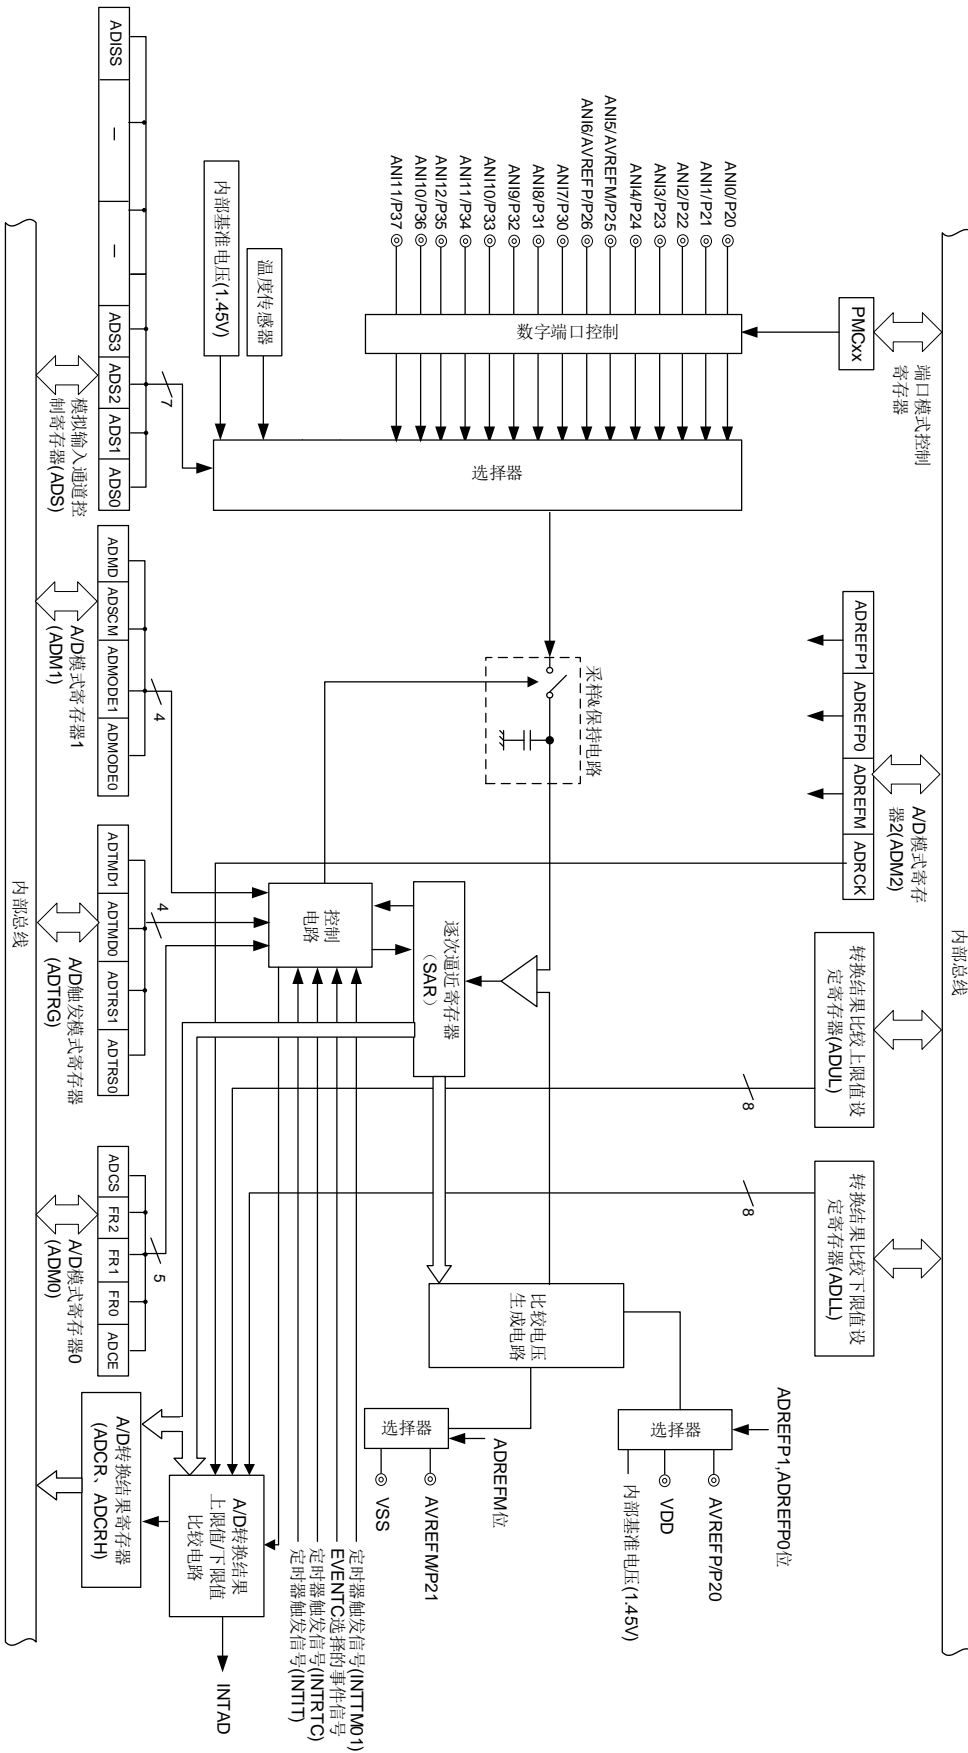 内部总线
PMCxx
端口模式控制
寄存器
ADREFP1
ADREFP0
ADREFM
ADRCK
A/D模式寄存
器2(ADM2)
转换结果比较上限值设
定寄存器(ADUL)
转换结果比较下限值设
定寄存器(ADLL)
ANI0/P20
ANI1/P21
ANI2/P22
ANI3/P23
ANI4/P24
ANI5/AVREFM/P25
ANI6/AVREFP/P26
ANI7/P30
ANI8/P31
ANI9/P32
ANI10/P33
ANI11/P34
ANI12/P35
ANI10/P36
ANI11/P37
数字端口控制
温度传感器
内部基准电压(1.45V)
选择器
采样&保持电路
控制
电路
逐次逼近寄存器
(SAR)
8
8
比较电压
生成电路
选择器
ADREFP1,ADREFP0位
AVREFP/P20
VDD
内部基准电压(1.45V)
选择器
ADREFM位
AVREFM/P21
VSS
定时器触发信号(INTTM01)
EVENTC选择的事件信号
定时器触发信号(INTRTC)
定时器触发信号(INTIT)
A/D转换结果
上限值/下限值
比较电路
INTAD
A/D转换结果寄存器
(ADCR、ADCRH)
7
4
4
5
ADISS
–
–
ADS3
ADS2
ADS1
ADS0
模拟输入通道控
制寄存器(ADS)
ADMD
ADSCM
ADMODE1
ADMODE0
A/D模式寄存器1
(ADM1)
ADTMD1
ADTMD0
ADTRS1
ADTRS0
A/D触发模式寄存器
(ADTRG)
ADCS
FR2
FR1
FR0
ADCE
A/D模式寄存器0
(ADM0)
内部总线